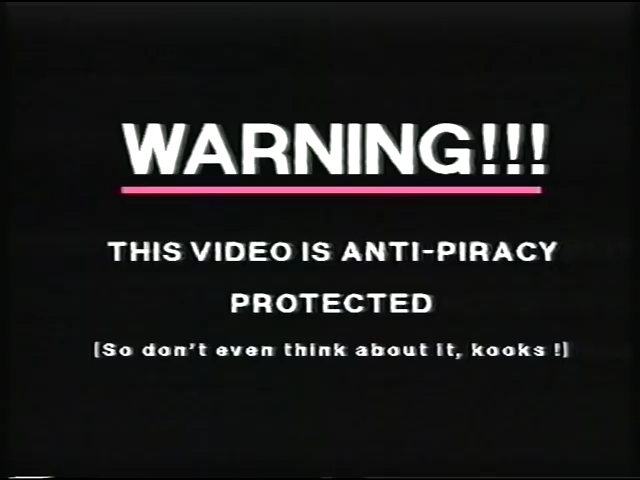 WARNING!!!
THIS VIDEO IS ANTI-PIRACY
PROTECTED
[So don't even think about it, kooks !]